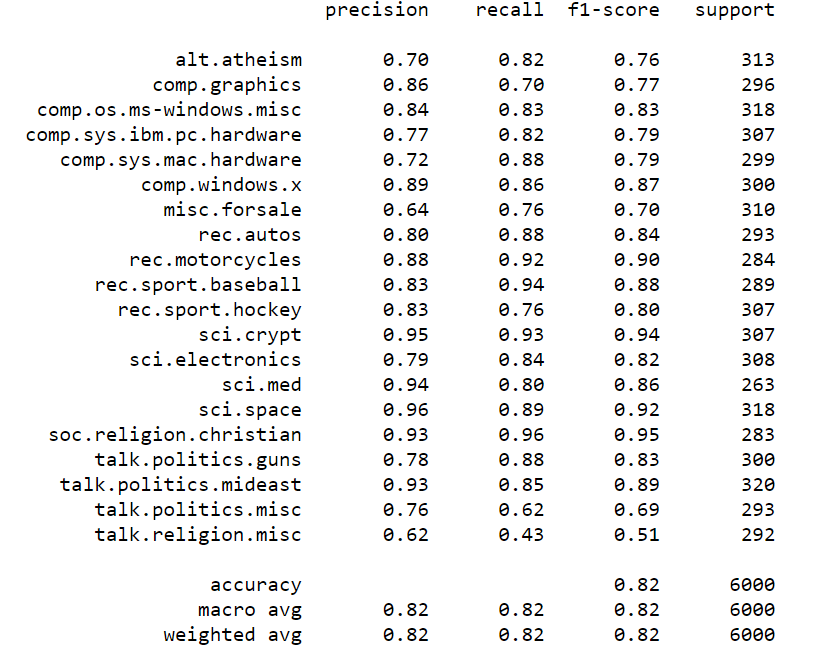 precision recall f1-score support
alt.atheism 0.70 0.82 0.76 313
comp.graphics 0.86 0.70 0.77 296
comp.os.ms-windows.misc 0.84 0.83 0.83 318
comp.sys.ibm.pc.hardware 0.77 0.82 0.79 307
comp.sys.mac.hardware 0.72 0.88 0.79 299
comp.windows.x 0.89 0.86 0.87 300
misc.forsale 0.64 0.76 0.70 310
rec.autos 0.80 0.88 0.84 293
rec.motorcycles 0.88 0.92 0.90 284
rec.sport.baseball 0.83 0.94 0.88 289
rec.sport.hockey 0.83 0.76 0.80 307
sci.crypt 0.95 0.93 0.94 307
sci.electronics 0.79 0.84 0.82 308
sci.med 0.94 0.80 0.86 263
sci.space 0.96 0.89 0.92 318
soc.religion.christian 0.93 0.96 0.95 283
talk.politics.guns 0.78 0.88 0.83 300
talk.politics.mideast 0.93 0.85 0.89 320
talk.politics.misc 0.76 0.62 0.69 293
talk.religion.misc 0.62 0.43 0.51 292
accuracy 0.82 6000
macro avg 0.82 0.82 0.82 6000
weighted avg 0.82 0.82 0.82 6000